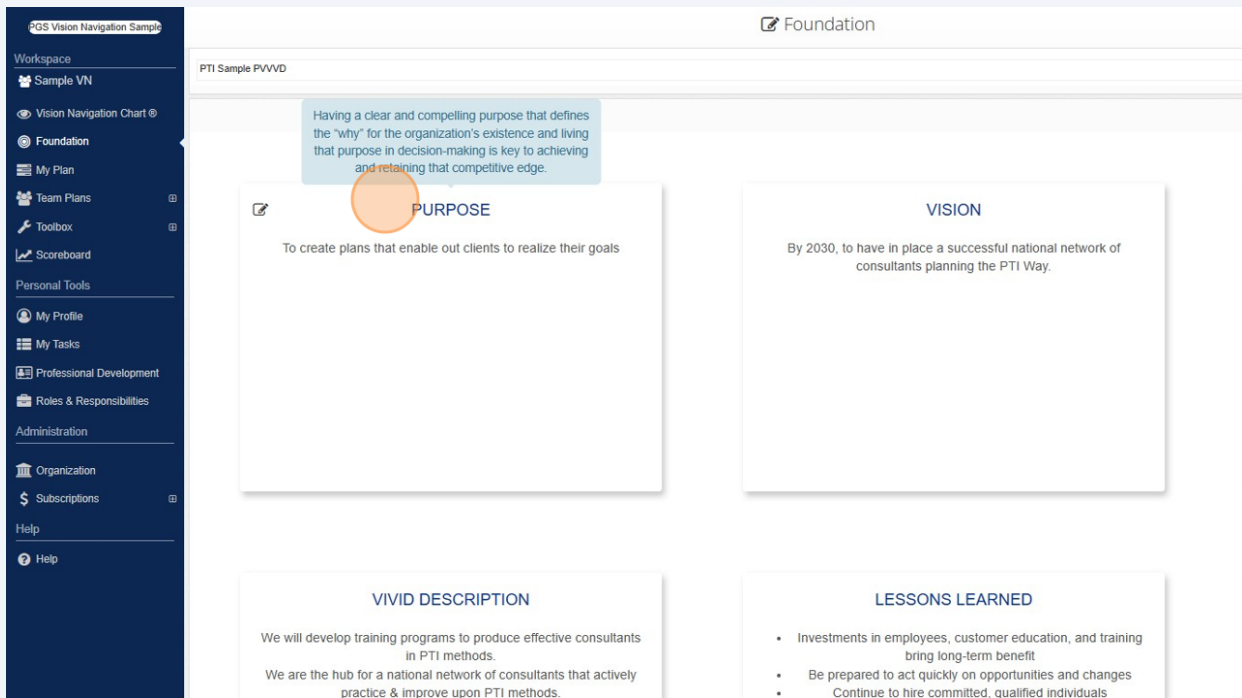 PGS Vision Navigation Sample
Workspace
Sample VN
Vision Navigation Chart ®
Foundation
My Plan
Team Plans
Toolbox
Scoreboard
Personal Tools
My Profile
My Tasks
Professional Development
Roles & Responsibilities
Administration
Organization
Subscriptions
Help
Help
Foundation
PTI Sample PVVVD
Having a clear and compelling purpose that defines
the “why” for the organization's existence and living
that purpose in decision-making is key to achieving
and retaining that competitive edge.
PURPOSE
To create plans that enable out clients to realize their goals
VISION
By 2030, to have in place a successful national network of
consultants planning the PTI Way.
VIVID DESCRIPTION
We will develop training programs to produce effective consultants
in PTI methods.
We are the hub for a national network of consultants that actively
practice & improve upon PTI methods.
LESSONS LEARNED
• Investments in employees, customer education, and training
bring long-term benefit
• Be prepared to act quickly on opportunities and changes
• Continue to hire committed, qualified individuals